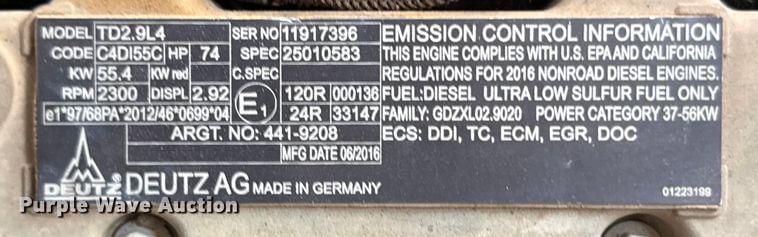 MODEL TD2.9L4 SER NO 11917396
CODE C4DI55C HP 74 SPEC 25010583
KW 55.4 KW red C.SPEC
RPM 2300 DISPL 2.92 E1 120R 000136
e1*97/68PA*2012/46*0699*04 24R 33147
ARGT. NO: 441-9208
MFG DATE 06/2016
DEUTZ® DEUTZ AG MADE IN GERMANY
EMISSION CONTROL INFORMATION
THIS ENGINE COMPLIES WITH U.S. EPA AND CALIFORNIA
REGULATIONS FOR 2016 NONROAD DIESEL ENGINES.
FUEL:DIESEL ULTRA LOW SULFUR FUEL ONLY
FAMILY: GDZXL02.9020 POWER CATEGORY 37-56KW
ECS: DDI, TC, ECM, EGR, DOC
01223199
Purple Wave Auction